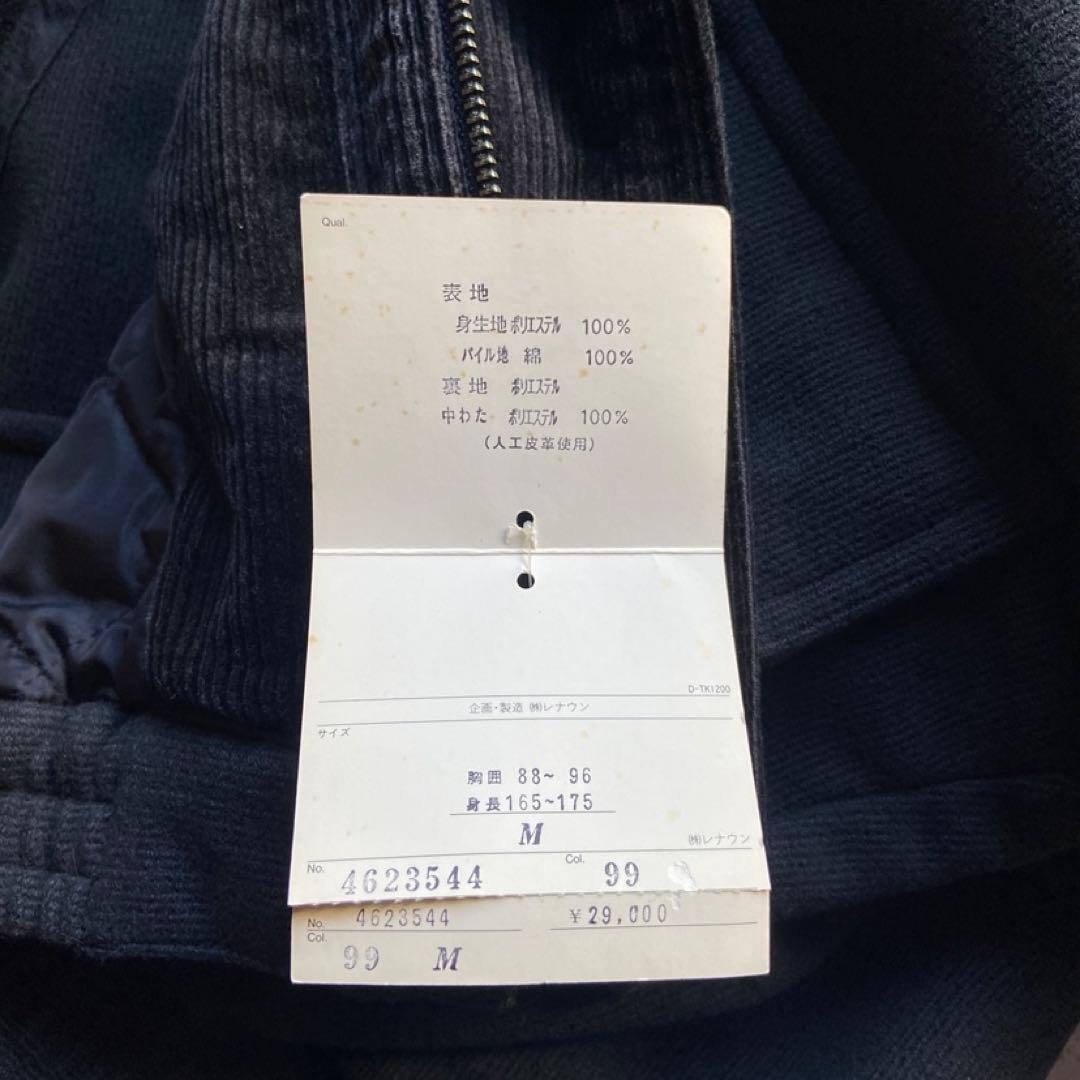 Qual.
表地
身生地 ポリエステル 100%
パイル地 綿 100%
裏地 ポリエステル
中わた ポリエステル 100%
(人工皮革使用)
D-TK1200
企画・製造 ㈱レナウン
サイズ
胸囲 88~ 96
身長165~175
M
㈱レナウン
No. 4623544 Col. 99
No. 4623544 ¥29,000
Col. 99 M